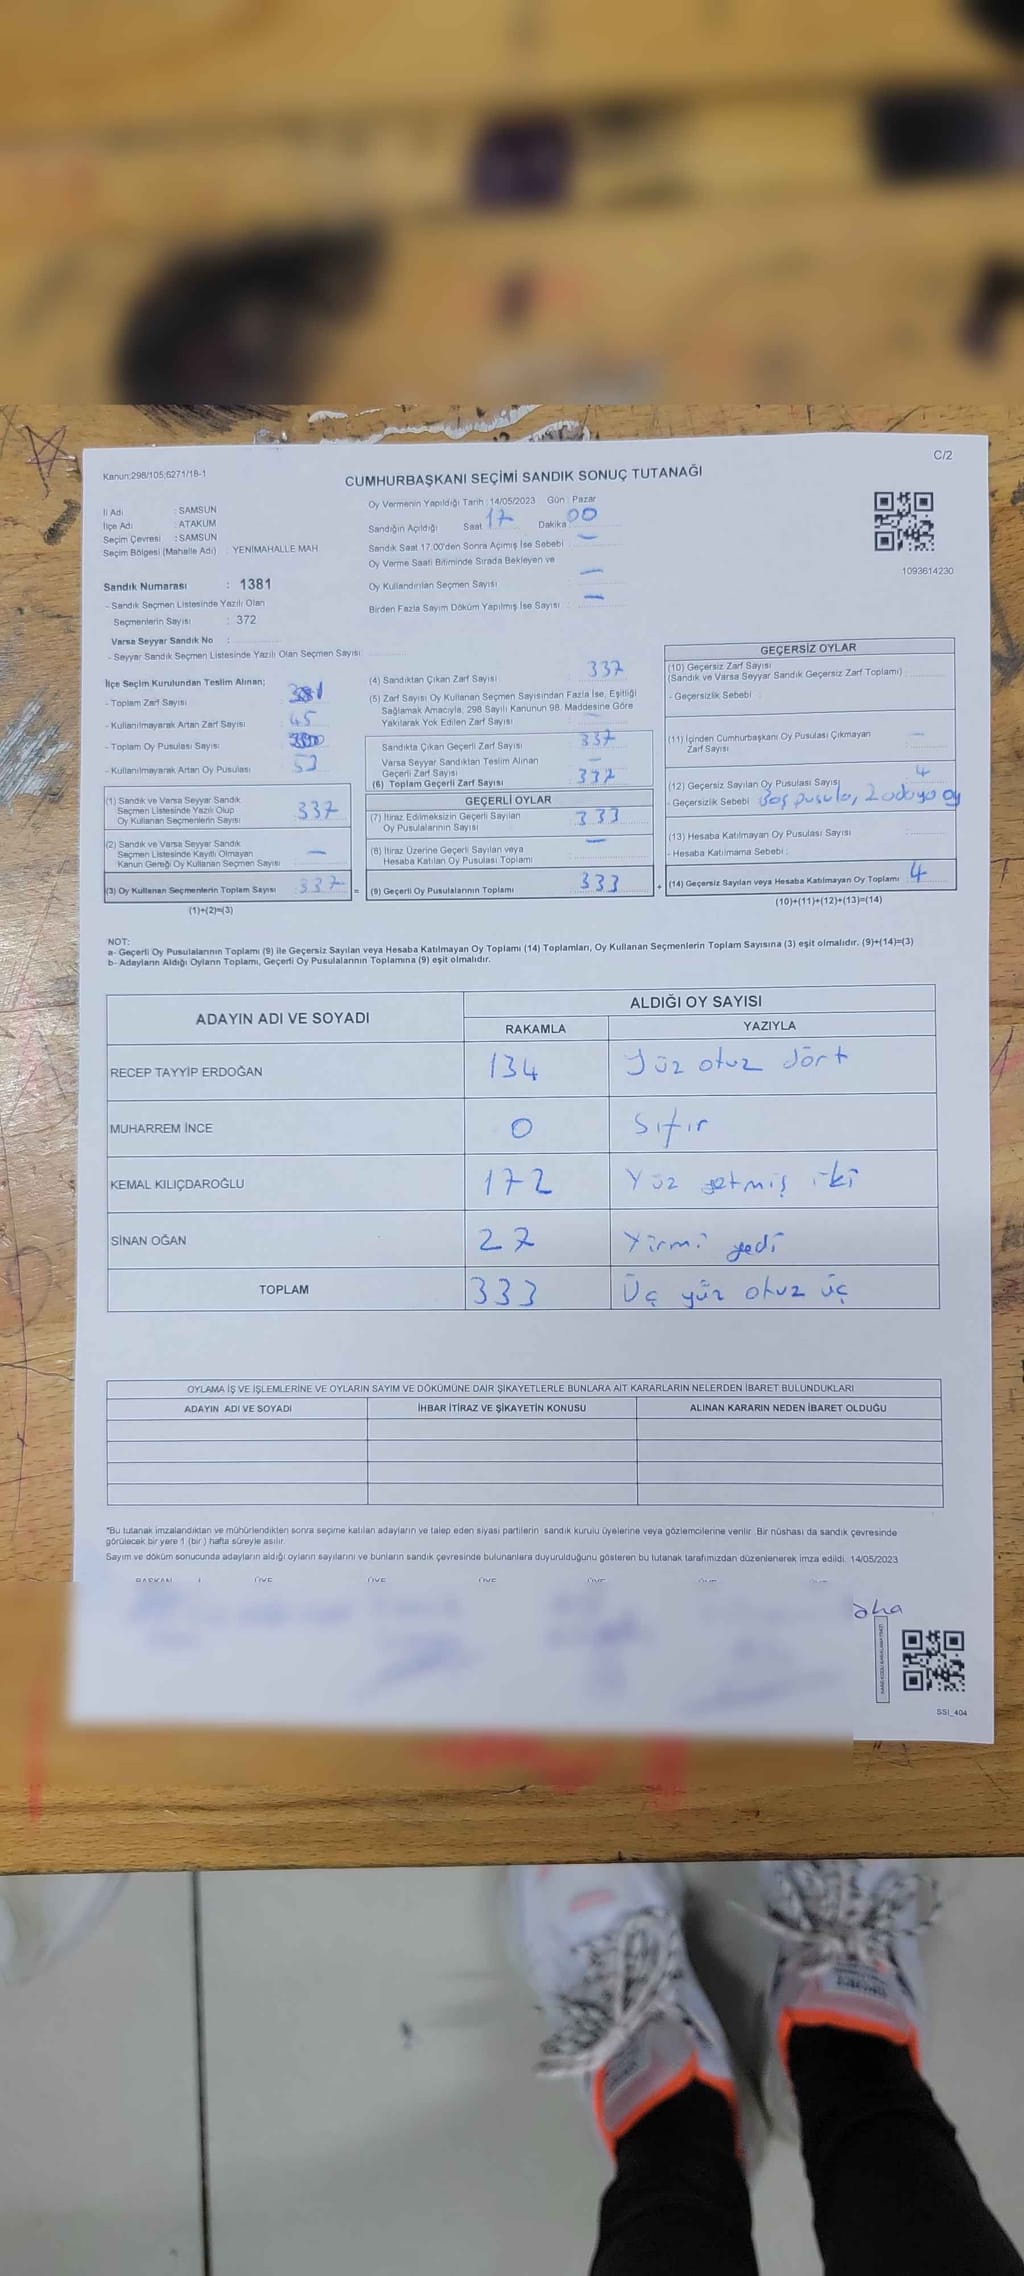 Kanun:298/105;6271/18-1
C/2
CUMHURBAŞKANI SEÇİMİ SANDIK SONUÇ TUTANAĞI
İl Adı : SAMSUN
İlçe Adı : ATAKUM
Seçim Çevresi : SAMSUN
Seçim Bölgesi (Mahalle Adı) : YENİMAHALLE MAH.
Sandık Numarası : 1381
- Sandık Seçmen Listesinde Yazılı Olan
Seçmenlerin Sayısı : 372
Varsa Seyyar Sandık No :
- Seyyar Sandık Seçmen Listesinde Yazılı Olan Seçmen Sayısı:
Oy Vermenin Yapıldığı Tarih : 14/05/2023 Gün : Pazar
Sandığın Açıldığı Saat 17 Dakika 00
Sandık Saat 17.00'den Sonra Açımış İse Sebebi : —
Oy Verme Saati Bitiminde Sırada Bekleyen ve
Oy Kullandırılan Seçmen Sayısı : —
Birden Fazla Sayım Döküm Yapılmış İse Sayısı : —
1093614230
İlçe Seçim Kurulundan Teslim Alınan;
- Toplam Zarf Sayısı :
- Kullanılmayarak Artan Zarf Sayısı : 45
- Toplam Oy Pusulası Sayısı :
- Kullanılmayarak Artan Oy Pusulası : 53
(1) Sandık ve Varsa Seyyar Sandık
Seçmen Listesinde Yazılı Olup
Oy Kullanan Seçmenlerin Sayısı : 337
(2) Sandık ve Varsa Seyyar Sandık
Seçmen Listesinde Kayıtlı Olmayan
Kanun Gereği Oy Kullanan Seçmen Sayısı : —
(3) Oy Kullanan Seçmenlerin Toplam Sayısı : 337
(1)+(2)=(3)
(4) Sandıktan Çıkan Zarf Sayısı : 337
(5) Zarf Sayısı Oy Kullanan Seçmen Sayısından Fazla İse, Eşitliği
Sağlamak Amacıyla, 298 Sayılı Kanunun 98. Maddesine Göre
Yakılarak Yok Edilen Zarf Sayısı : —
Sandıkta Çıkan Geçerli Zarf Sayısı : 337
Varsa Seyyar Sandıktan Teslim Alınan
Geçerli Zarf Sayısı : —
(6) Toplam Geçerli Zarf Sayısı : 337
GEÇERLİ OYLAR
(7) İtiraz Edilmeksizin Geçerli Sayılan
Oy Pusulalarının Sayısı : 333
(8) İtiraz Üzerine Geçerli Sayılan veya
Hesaba Katılan Oy Pusulası Toplamı : —
= (9) Geçerli Oy Pusulalarının Toplamı : 333
GEÇERSİZ OYLAR
(10) Geçersiz Zarf Sayısı
(Sandık ve Varsa Seyyar Sandık Geçersiz Zarf Toplamı) :
- Geçersizlik Sebebi :
(11) İçinden Cumhurbaşkanı Oy Pusulası Çıkmayan
Zarf Sayısı : —
(12) Geçersiz Sayılan Oy Pusulası Sayısı : 4
- Geçersizlik Sebebi : Boş pusula, 2 adaya oy
(13) Hesaba Katılmayan Oy Pusulası Sayısı :
- Hesaba Katılmama Sebebi :
+ (14) Geçersiz Sayılan veya Hesaba Katılmayan Oy Toplamı : 4
(10)+(11)+(12)+(13)=(14)
NOT:
a- Geçerli Oy Pusulalarının Toplamı (9) ile Geçersiz Sayılan veya Hesaba Katılmayan Oy Toplamı (14) Toplamları, Oy Kullanan Seçmenlerin Toplam Sayısına (3) eşit olmalıdır. (9)+(14)=(3)
b- Adayların Aldığı Oyların Toplamı, Geçerli Oy Pusulalarının Toplamına (9) eşit olmalıdır.
ADAYIN ADI VE SOYADI ALDIĞI OY SAYISI
RAKAMLA YAZIYLA
RECEP TAYYİP ERDOĞAN 134 Yüz otuz dört
MUHARREM İNCE 0 Sıfır
KEMAL KILIÇDAROĞLU 172 Yüz yetmiş iki
SİNAN OĞAN 27 Yirmi yedi
TOPLAM 333 Üç yüz otuz üç
OYLAMA İŞ VE İŞLEMLERİNE VE OYLARIN SAYIM VE DÖKÜMÜNE DAİR ŞİKAYETLERLE BUNLARA AİT KARARLARIN NELERDEN İBARET BULUNDUKLARI
ADAYIN ADI VE SOYADI İHBAR İTİRAZ VE ŞİKAYETİN KONUSU ALINAN KARARIN NEDEN İBARET OLDUĞU
*Bu tutanak imzalandıktan ve mühürlendikten sonra seçime katılan adayların ve talep eden siyasi partilerin sandık kurulu üyelerine veya gözlemcilerine verilir. Bir nüshası da sandık çevresinde
görülecek bir yere 1 (bir) hafta süreyle asılır.
Sayım ve döküm sonucunda adayların aldığı oyların sayılarını ve bunların sandık çevresinde bulunanlara duyurulduğunu gösteren bu tutanak tarafımızdan düzenlenerek imza edildi. 14/05/2023
BAŞKAN ÜYE ÜYE ÜYE ÜYE ÜYE
SSI_404